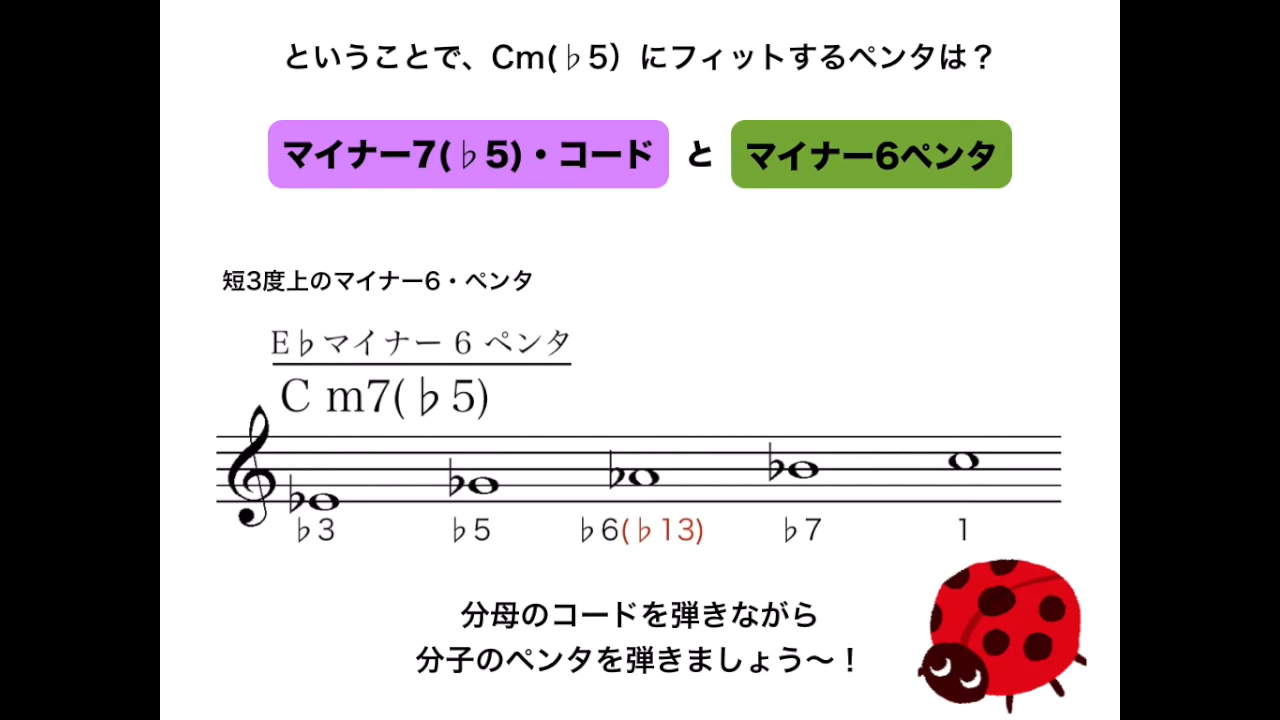 ということで、Cm(♭5）にフィットするペンタは？
マイナー7(♭5)・コード と マイナー6ペンタ
短3度上のマイナー6・ペンタ
E♭マイナー 6 ペンタ
C m7(♭5)
♭3 ♭5 ♭6(♭13) ♭7 1
分母のコードを弾きながら
分子のペンタを弾きましょう〜！